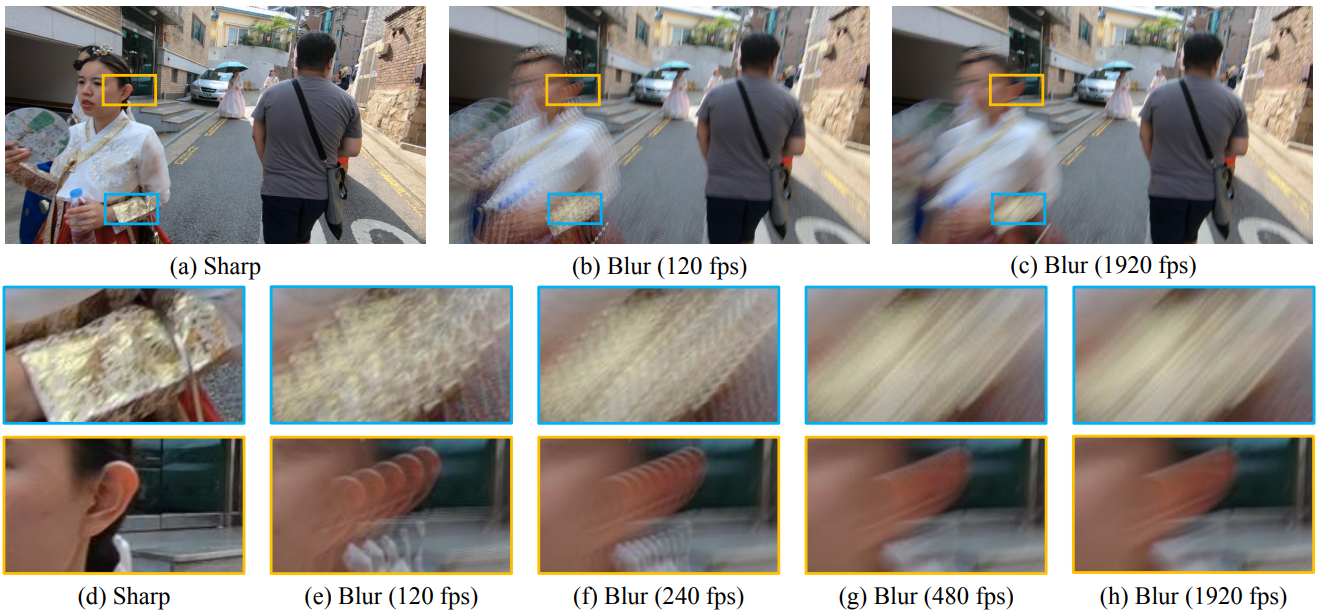 (a) Sharp
(b) Blur (120 fps)
(c) Blur (1920 fps)
(d) Sharp
(e) Blur (120 fps)
(f) Blur (240 fps)
(g) Blur (480 fps)
(h) Blur (1920 fps)